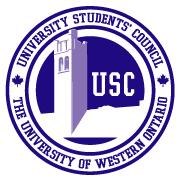 UNIVERSITY STUDENTS' COUNCIL
USC
THE UNIVERSITY OF WESTERN ONTARIO